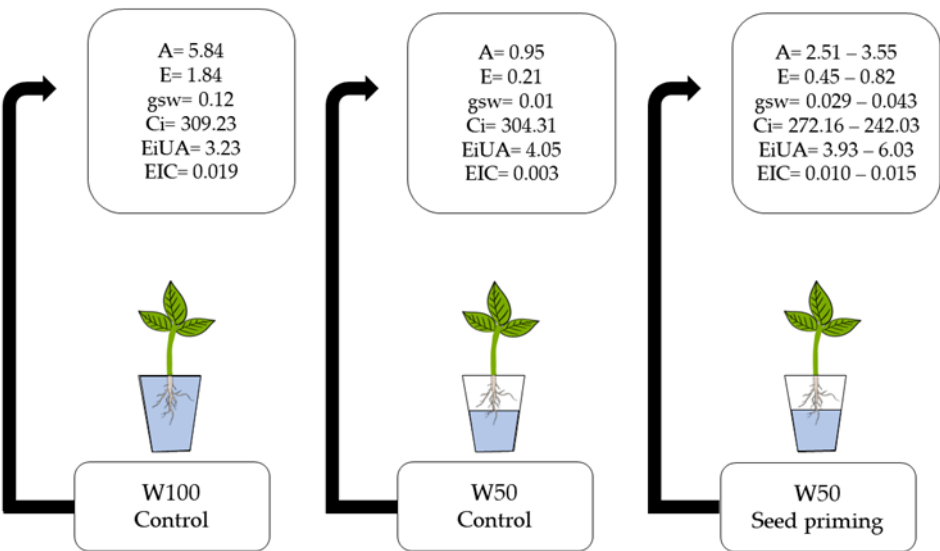 A= 5.84
E= 1.84
gsw= 0.12
Ci= 309.23
EiUA= 3.23
EIC= 0.019
A= 0.95
E= 0.21
gsw= 0.01
Ci= 304.31
EiUA= 4.05
EIC= 0.003
A= 2.51 – 3.55
E= 0.45 – 0.82
gsw= 0.029 – 0.043
Ci= 272.16 – 242.03
EiUA= 3.93 – 6.03
EIC= 0.010 – 0.015
W100
Control
W50
Control
W50
Seed priming